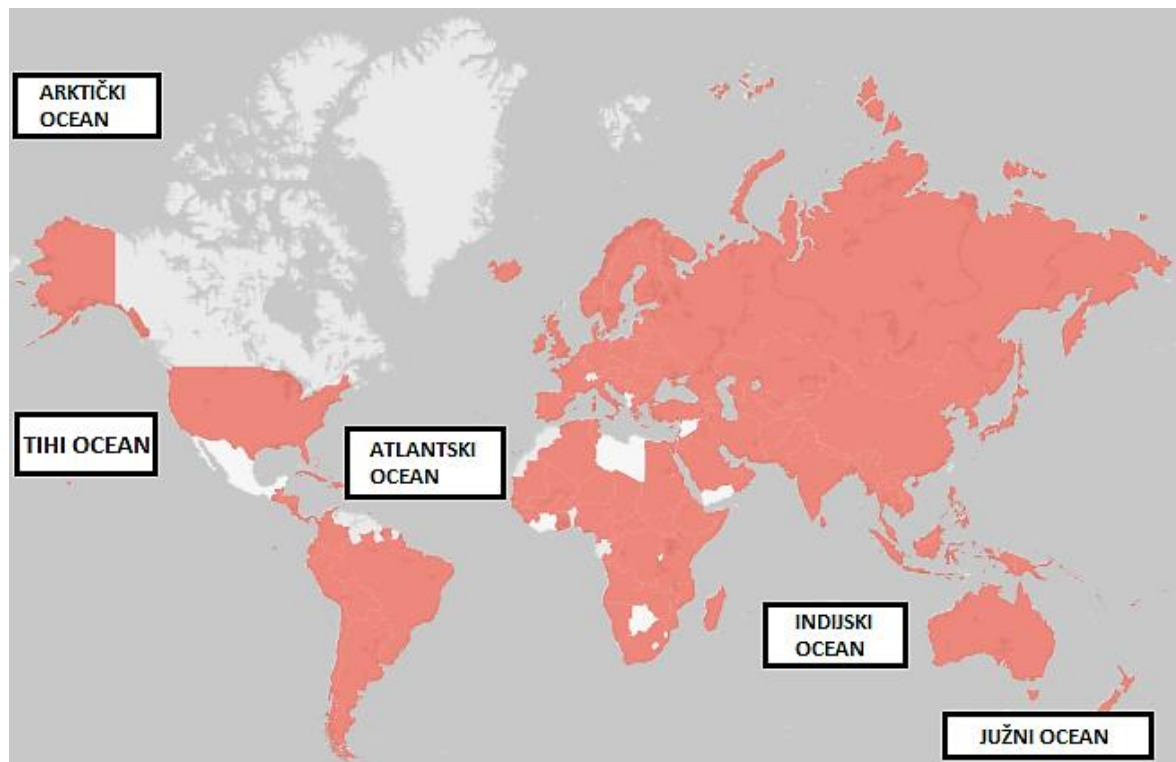 ARKTIČKI
OCEAN
TIHI OCEAN
ATLANTSKI
OCEAN
INDIJSKI
OCEAN
JUŽNI OCEAN